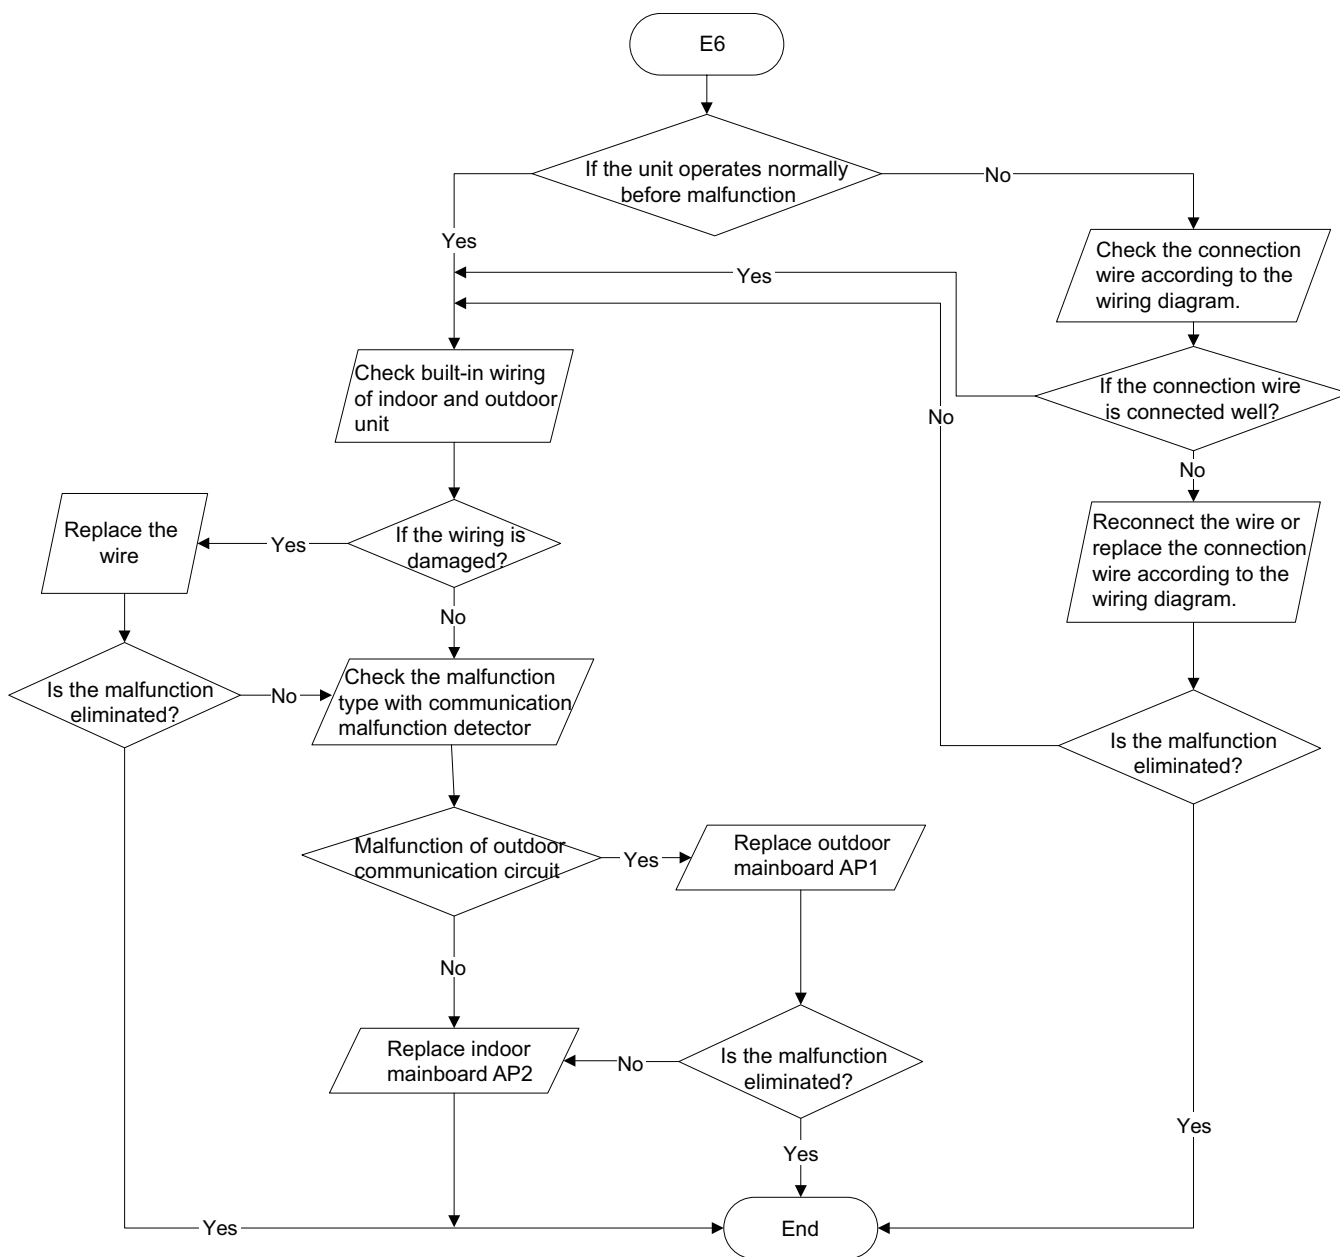 E6
If the unit operates normally
before malfunction
No
Yes
Check the connection
wire according to the
wiring diagram.
Yes
Check built-in wiring
of indoor and outdoor
unit
If the connection wire
is connected well?
No
No
Replace the
wire
Yes
If the wiring is
damaged?
Reconnect the wire or
replace the connection
wire according to the
wiring diagram.
No
Is the malfunction
eliminated?
No
Check the malfunction
type with communication
malfunction detector
Is the malfunction
eliminated?
Malfunction of outdoor
communication circuit
Yes
Replace outdoor
mainboard AP1
No
Replace indoor
mainboard AP2
No
Is the malfunction
eliminated?
Yes
Yes
Yes
End